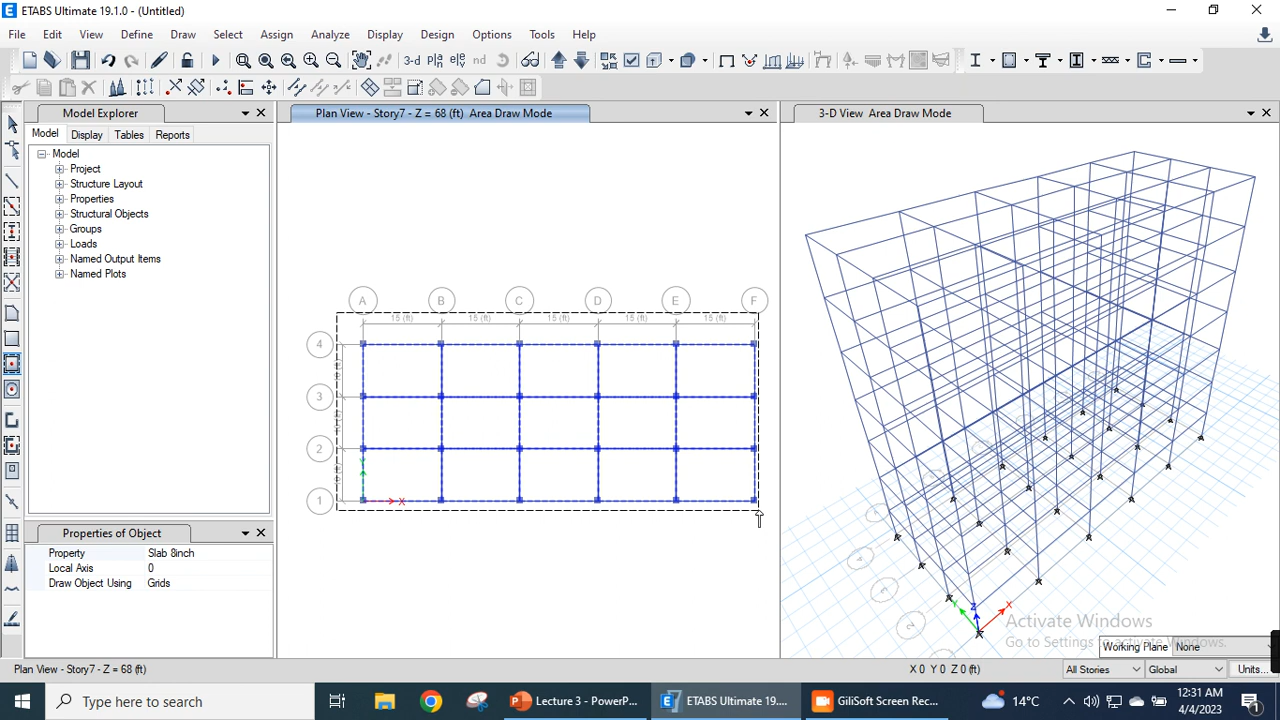 ETABS Ultimate 19.1.0 - (Untitled)
File Edit View Define Draw Select Assign Analyze Display Design Options Tools Help
3-d
nd
Model Explorer
Model Display Tables Reports
Model
Project
Structure Layout
Properties
Structural Objects
Groups
Loads
Named Output Items
Named Plots
Properties of Object
Property Slab 8inch
Local Axis 0
Draw Object Using Grids
Plan View - Story7 - Z = 68 (ft) Area Draw Mode
A B C D E F
15 (ft) 15 (ft) 15 (ft) 15 (ft) 15 (ft)
4
3
2
1
Y
X
3-D View Area Draw Mode
4
3
2
Z
Y
X
Activate Windows
Go to Settings to activate Windows.
Working Plane None
Plan View - Story7 - Z = 68 (ft)
X 0 Y 0 Z 0 (ft)
All Stories
Global
Units...
Type here to search
Lecture 3 - PowerP...
ETABS Ultimate 19....
GiliSoft Screen Rec...
14°C
12:31 AM
4/4/2023
1